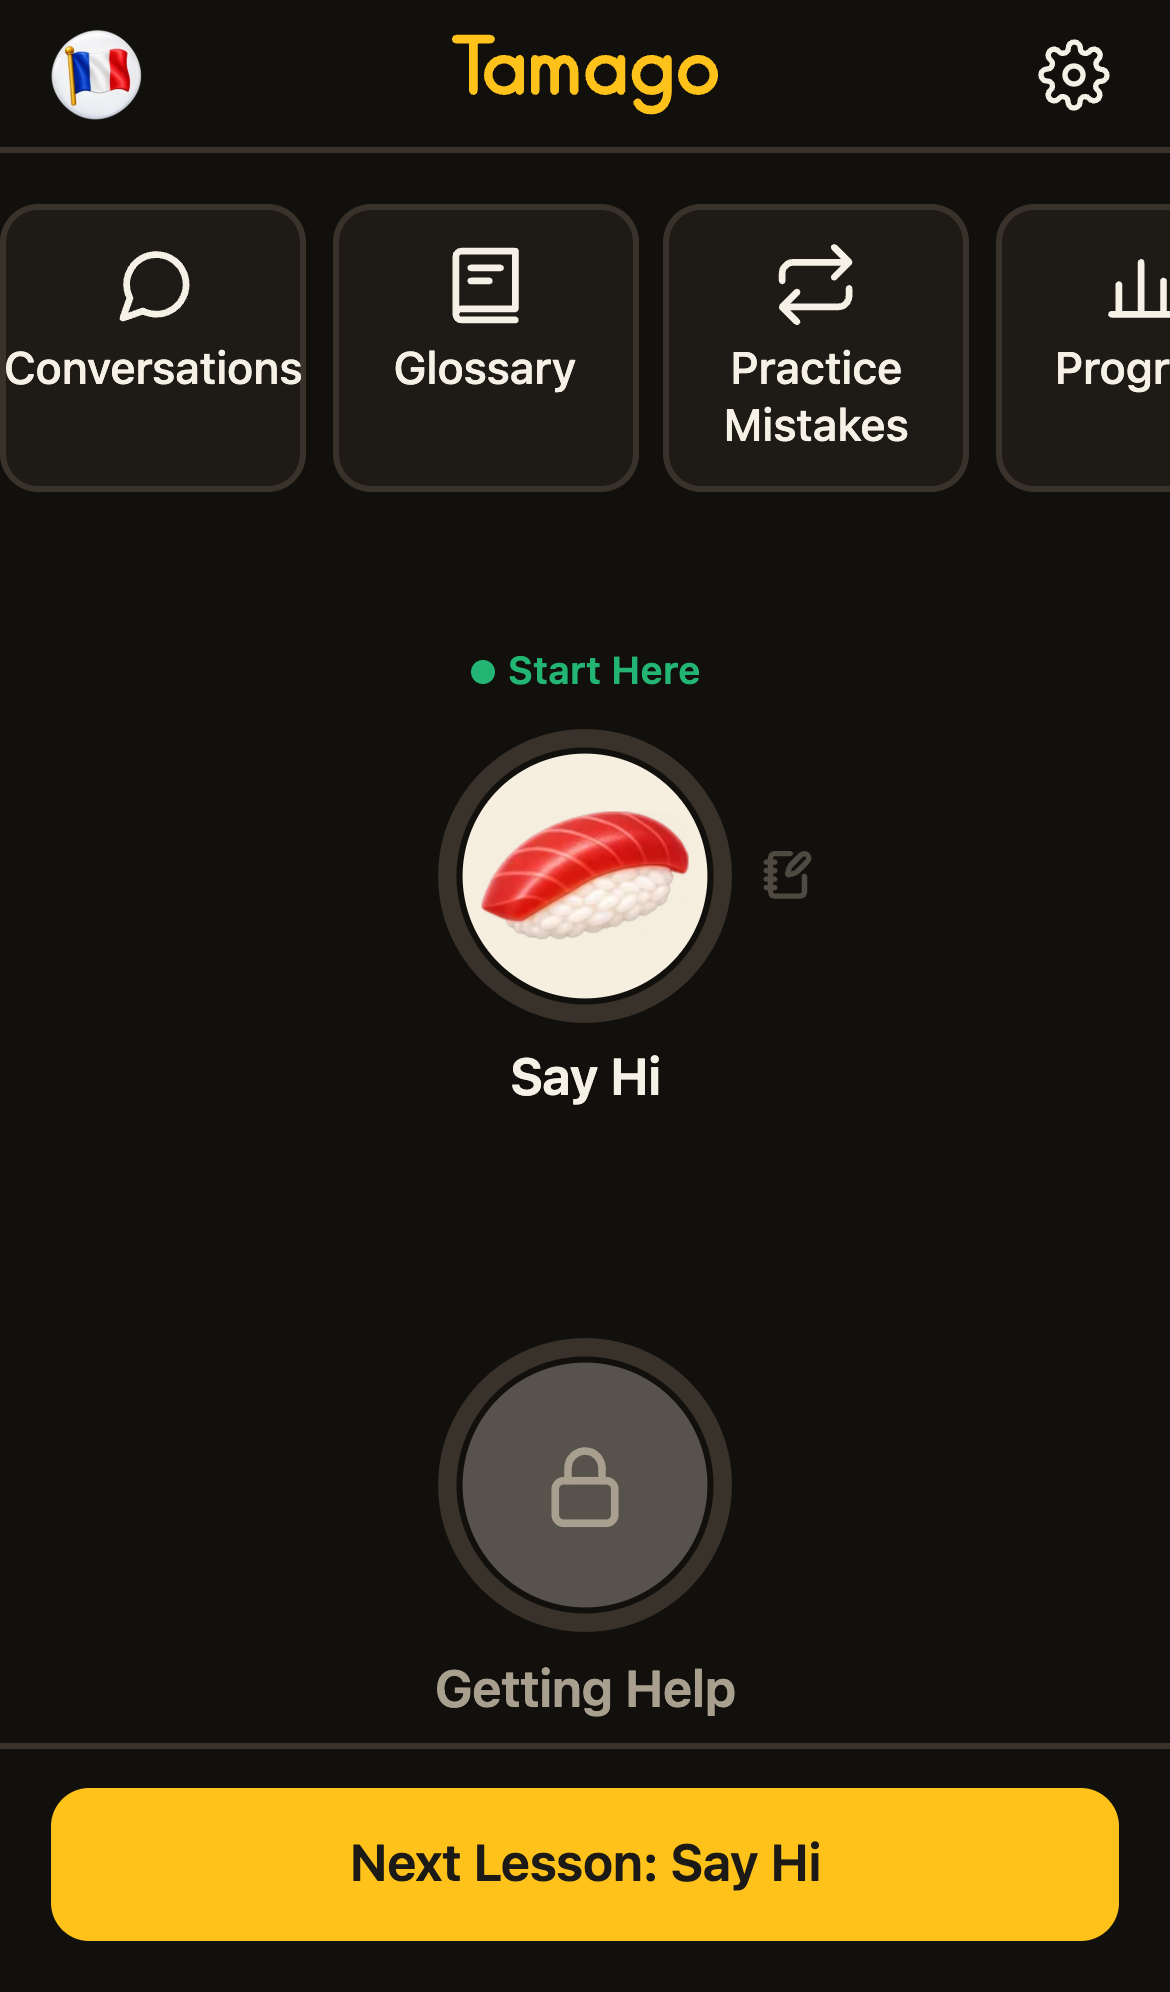 Tamago
Conversations
Glossary
Practice
Mistakes
Progr
Start Here
Say Hi
Getting Help
Next Lesson: Say Hi